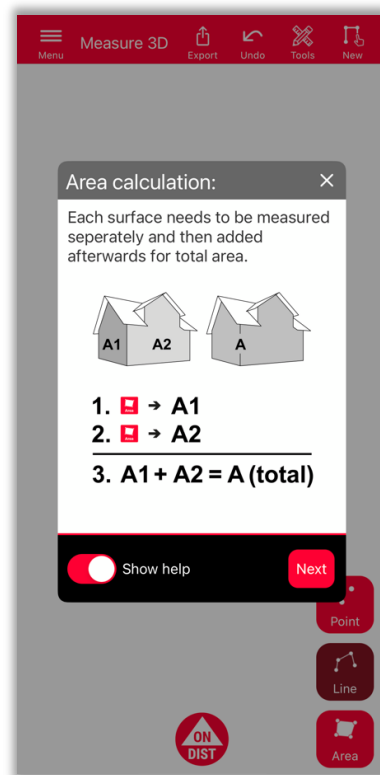 Menu
Measure 3D
Export
Undo
Tools
New
Area calculation:
Each surface needs to be measured
seperately and then added
afterwards for total area.
A1
A2
A
1. → A1
2. → A2
3. A1 + A2 = A (total)
Show help
Next
Point
Line
ON
DIST
Area